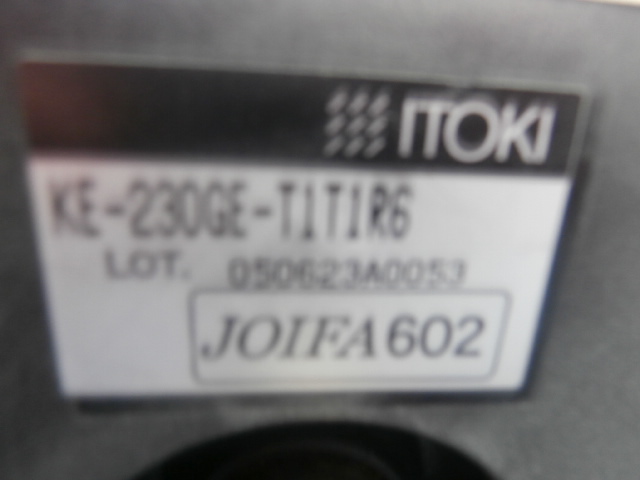 ITOKI
KE-230GE-T1T1R6
LOT. 050623A0053
JOIFA602